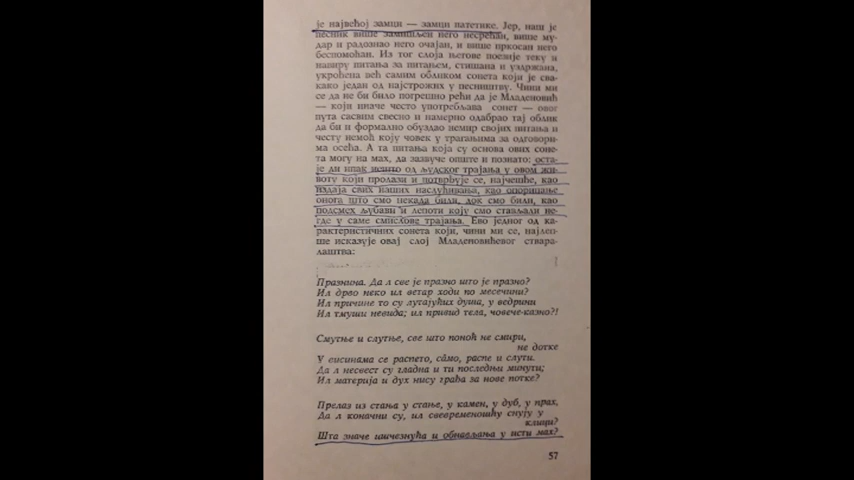 је највећој замци — замци патетике. Јер, наш је
песник више замишљен него несрећан, више му-
дар и радознао него очајан, и више пркосан него
беспомоћан. Из тог слоја његове поезије теку и
навиру питања за питањем, стишана и уздржана,
укроћена већ самим обликом сонета који је сва-
како један од најстрожих у песништву. Чини ми
се да не би било погрешно рећи да је Младеновић
— који иначе често употребљава сонет — овог
пута сасвим свесно и намерно одабрао тај облик
да би и формално обуздао немир својих питања и
честу немоћ коју човек у трагањима за одговори-
ма осећа. А та питања која су основа ових соне-
та могу на мах, да зазвуче опште и познато: оста-
је ли ипак нешто од људског трајања у овом жи-
воту који пролази и потврђује се, најчешће, као
издаја свих наших наслућивања, као опорицање
онога што смо некада били, док смо били, као
подсмех љубави и лепоти коју смо стављали не-
где у саме смислове трајања. Ево једног од ка-
рактеристичних сонета који, чини ми се, најлеп-
ше исказује овај слој Младеновићевог ствара-
лаштва:
Празнина. Да л све је празно што је празно?
Ил дрво неко ил ветар ходи по месечини?
Ил причине то су лутајућих душа, у ведрини
Ил тмуши невида; ил привид тела, човече-казно?!
Смутње и слутње, све што поноћ не смири,
не дотке
У висинама се распето, само, распе и слути.
Да л несвест су гладна и ти последњи минути;
Ил материја и дух нису грађа за нове потке?
Прелаз из стања у стање, у камен, у дуб, у прах,
Да л коначни су, ил свевременошћу снују у
клици?
Шта значе ишчезнућа и обнављања у исти мах?
57